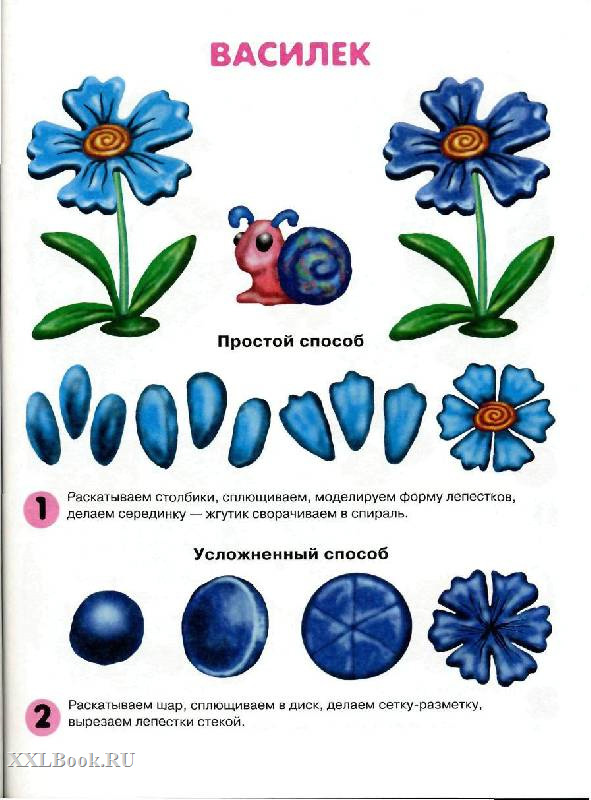 ВАСИЛЕК
Простой способ
1
Раскатываем столбики, сплющиваем, моделируем форму лепестков,
делаем серединку — жгутик сворачиваем в спираль.
Усложненный способ
2
Раскатываем шар, сплющиваем в диск, делаем сетку-разметку,
вырезаем лепестки стекой.
XXLBook.RU